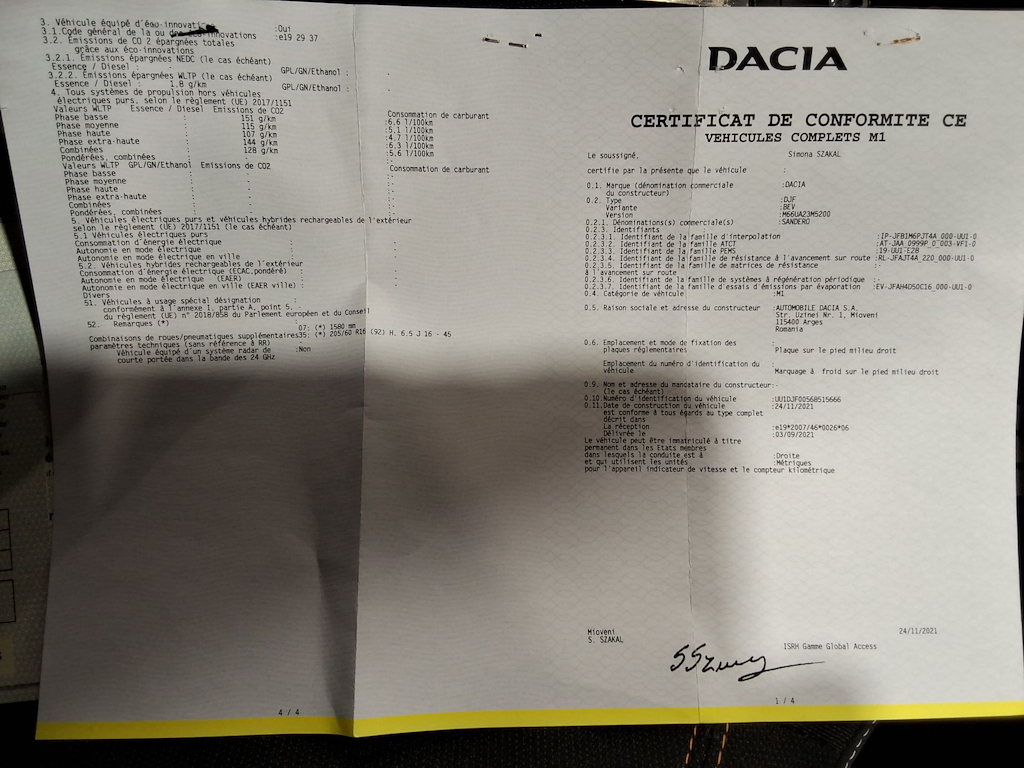 3. Véhicule équipé d'éco-innovations :Oui
3.1.Code général de la ou des éco-innovations :e19 29 37
3.2. Emissions de CO 2 épargnées totales
grâce aux éco-innovations
3.2.1. Emissions épargnées NEDC (le cas échéant)
Essence / Diesel : - GPL/GN/Ethanol : -
3.2.2. Emissions épargnées WLTP (le cas échéant)
Essence / Diesel : 1.8 g/km GPL/GN/Ethanol : -
4. Tous systèmes de propulsion hors véhicules
électriques purs, selon le règlement (UE) 2017/1151
Valeurs WLTP Essence / Diesel Emissions de CO2 Consommation de carburant
Phase basse : 151 g/km :6.6 l/100km
Phase moyenne : 115 g/km :5.1 l/100km
Phase haute : 107 g/km :4.7 l/100km
Phase extra-haute : 144 g/km :6.3 l/100km
Combinées : 128 g/km :5.6 l/100km
Pondérées, combinées : :-
Valeurs WLTP GPL/GN/Ethanol Emissions de CO2 Consommation de carburant
Phase basse : :-
Phase moyenne : :-
Phase haute : :-
Phase extra-haute : :-
Combinées : :-
Pondérées, combinées : :-
5. Véhicules électriques purs et véhicules hybrides rechargeables de l'extérieur
selon le règlement (UE) 2017/1151 (le cas échéant)
5.1 Véhicules électriques purs
Consommation d'énergie électrique : -
Autonomie en mode électrique : -
Autonomie en mode électrique en ville : -
5.2. Véhicules hybrides rechargeables de l'extérieur
Consommation d'énergie électrique (ECAC,pondéré) : -
Autonomie en mode électrique (EAER) : -
Autonomie en mode électrique en ville (EAER ville) : -
Divers
51. Véhicules à usage spécial désignation :
conformément à l'annexe I, partie A, point 5, -
du règlement (UE) n° 2018/858 du Parlement européen et du Conseil
52. Remarques (*)
07: (*) 1580 mm
Combinaisons de roues/pneumatiques supplémentaires35: (*) 205/60 R16 (92) H, 6.5 J 16 - 45
paramètres techniques (sans référence à RR)
Véhicule équipé d'un système radar de :Non
courte portée dans la bande des 24 GHz
4 / 4
DACIA
CERTIFICAT DE CONFORMITE CE
VEHICULES COMPLETS M1
Le soussigné, Simona SZAKAL
certifie par la présente que le véhicule :
0.1. Marque (dénomination commerciale :DACIA
du constructeur)
0.2. Type :DJF
Variante :BEV
Version :M66UA23M5200
0.2.1. Dénominations(s) commerciale(s) :SANDERO
0.2.3. Identifiants
0.2.3.1. Identifiant de la famille d'interpolation :IP-JFB1M6PJT4A_000-UU1-0
0.2.3.2. Identifiant de la famille ATCT :AT-JAA_0999P_0_003-VF1-0
0.2.3.3. Identifiant de la famille PEMS :19-UU1-E28
0.2.3.4. Identifiant de la famille de résistance à l'avancement sur route :RL-JFAJT4A_220_000-UU1-0
0.2.3.5. Identifiant de la famille de matrices de résistance :-
à l'avancement sur route
0.2.3.6. Identifiant de la famille de systèmes à régénération périodique :-
0.2.3.7. Identifiant de la famille d'essais d'émissions par évaporation :EV-JFAH4D50C16_000-UU1-0
0.4. Catégorie de véhicule :M1
0.5. Raison sociale et adresse du constructeur :AUTOMOBILE DACIA S.A.
Str. Uzinei Nr. 1, Mioveni
115400 Arges
Romania
0.6. Emplacement et mode de fixation des :
plaques réglementaires Plaque sur le pied milieu droit
Emplacement du numéro d'identification du :
véhicule Marquage à froid sur le pied milieu droit
0.9. Nom et adresse du mandataire du constructeur:-
(le cas échéant)
0.10.Numéro d'identification du véhicule :UU1DJF00568515666
0.11.Date de construction du véhicule :24/11/2021
est conforme à tous égards au type complet
décrit dans
La réception :e19*2007/46*0026*06
Délivrée le :03/09/2021
Le véhicule peut être immatriculé à titre
permanent dans les Etats membres
dans lesquels la conduite est à :Droite
et qui utilisent les unités :Métriques
pour l'appareil indicateur de vitesse et le compteur kilométrique
Mioveni 24/11/2021
S. SZAKAL
ISRH Gamme Global Access
1 / 4